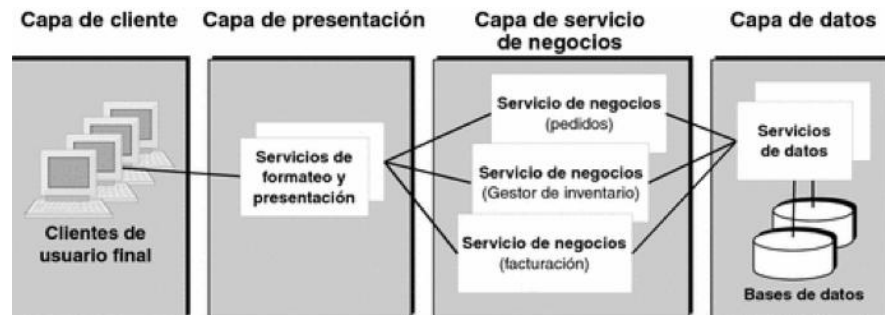 Capa de cliente
Capa de presentación
Capa de servicio
de negocios
Capa de datos
Clientes de
usuario final
Servicios de
formateo y
presentación
Servicio de negocios
(pedidos)
Servicio de negocios
(Gestor de inventario)
Servicio de negocios
(facturación)
Servicios
de datos
Bases de datos